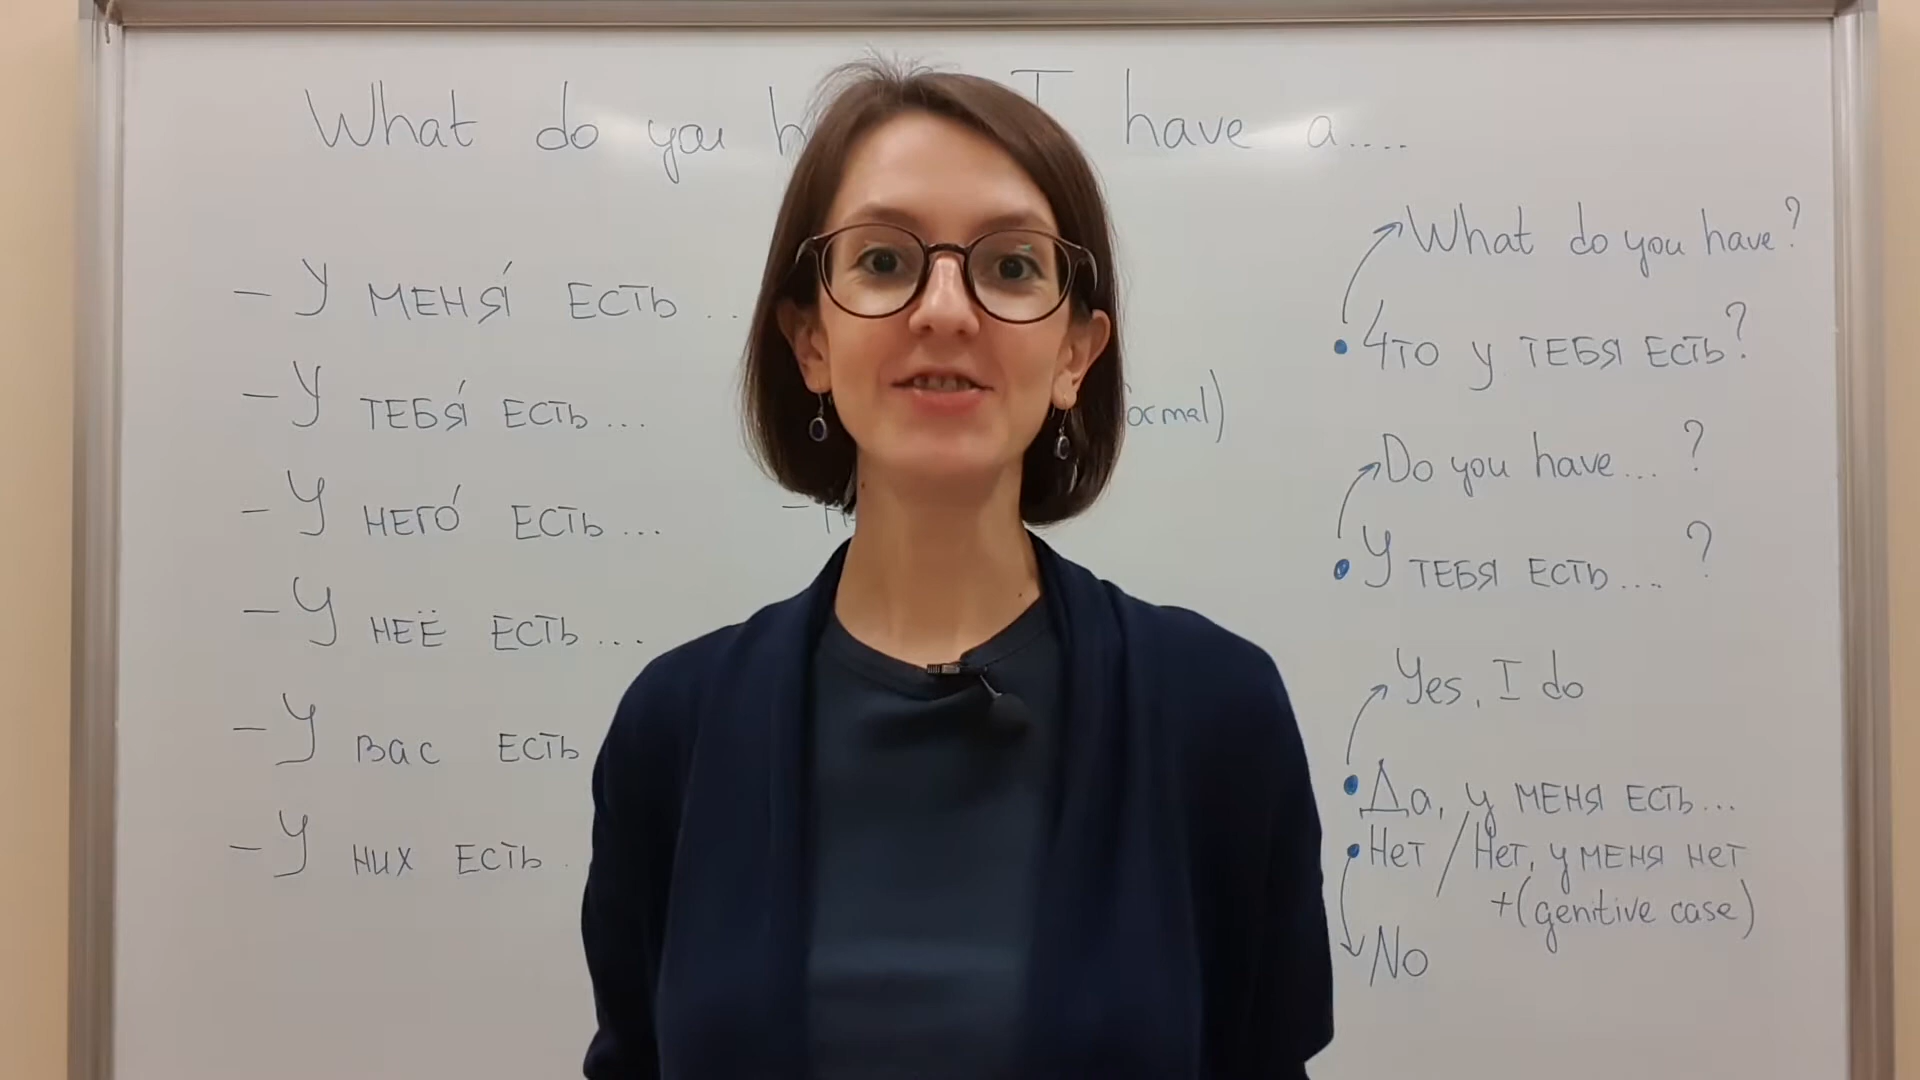 What do you I have a....
- У МЕНЯ́ ЕСТЬ ...
- У ТЕБЯ́ ЕСТЬ ...
- У НЕГО́ ЕСТЬ ...
- У НЕЁ ЕСТЬ ...
- У ВАС ЕСТЬ
- У НИХ ЕСТЬ .
What do you have?
• Что у ТЕБЯ ЕСТЬ?
Do you have... ?
• У ТЕБЯ ЕСТЬ.... ?
Yes, I do
• Да, у МЕНЯ ЕСТЬ...
• Нет / Нет, у МЕНЯ НЕТ
+(genitive case)
No